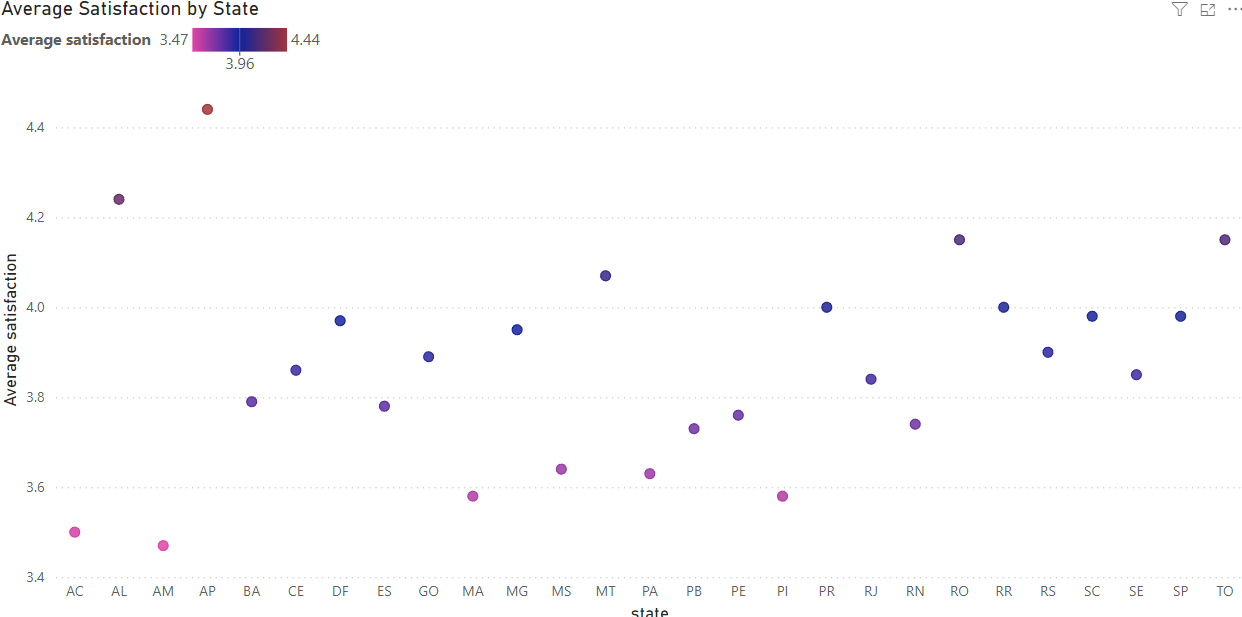 Average Satisfaction by State
Average satisfaction 3.47 4.44
3.96
Average satisfaction
4.4
4.2
4.0
3.8
3.6
3.4
AC AL AM AP BA CE DF ES GO MA MG MS MT PA PB PE PI PR RJ RN RO RR RS SC SE SP TO
state